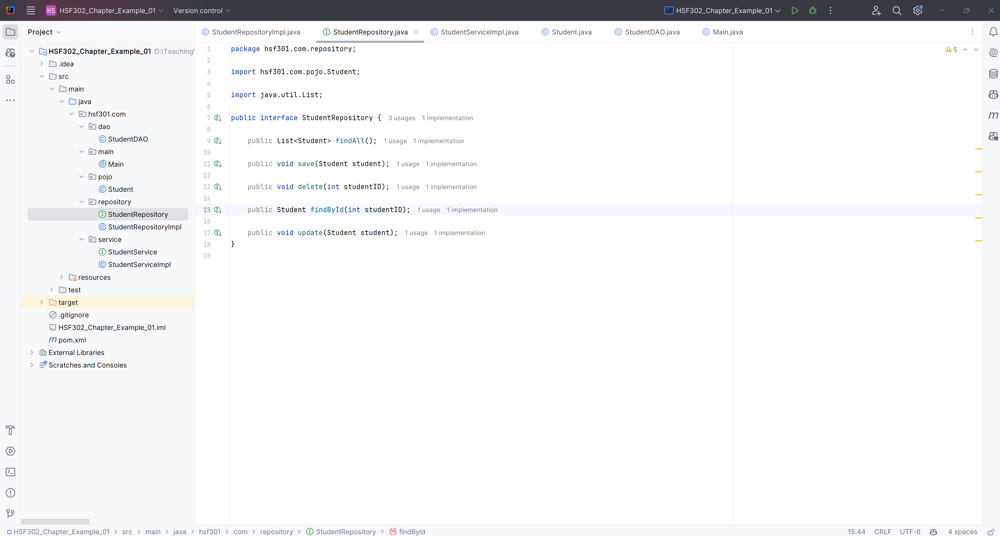 HS HSF302_Chapter_Example_01 Version control HSF302_Chapter_Example_01
Project
HSF302_Chapter_Example_01 D:\Teaching\
.idea
src
main
java
hsf301.com
dao
StudentDAO
main
Main
pojo
Student
repository
StudentRepository
StudentRepositoryImpl
service
StudentService
StudentServiceImpl
resources
test
target
.gitignore
HSF302_Chapter_Example_01.iml
pom.xml
External Libraries
Scratches and Consoles
StudentRepositoryImpl.java StudentRepository.java StudentServiceImpl.java Student.java StudentDAO.java Main.java
5
1 package hsf301.com.repository;
2
3 import hsf301.com.pojo.Student;
4
5 import java.util.List;
6
7 public interface StudentRepository { 3 usages 1 implementation
8
9 public List<Student> findAll(); 1 usage 1 implementation
10
11 public void save(Student student); 1 usage 1 implementation
12
13 public void delete(int studentID); 1 usage 1 implementation
14
15 public Student findById(int studentID); 1 usage 1 implementation
16
17 public void update(Student student); 1 usage 1 implementation
18 }
19
HSF302_Chapter_Example_01 > src > main > java > hsf301 > com > repository > StudentRepository > findById 15:44 CRLF UTF-8 4 spaces